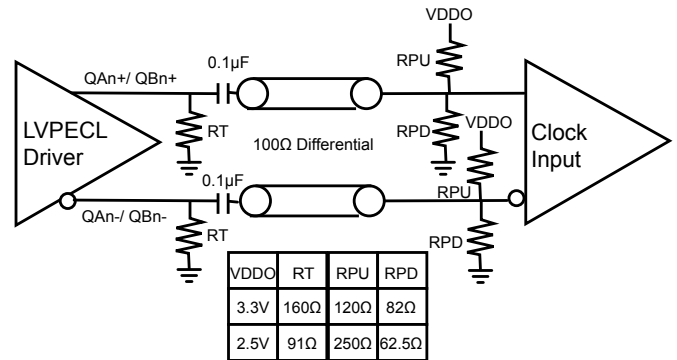 VDDO
0.1µF
RPU
QAn+/ QBn+
LVPECL
Driver
RT
RPD
VDDO
Clock
Input
100Ω Differential
0.1µF
RPU
QAn-/ QBn-
RT
RPD
VDDO RT RPU RPD
3.3V 160Ω 120Ω 82Ω
2.5V 91Ω 250Ω 62.5Ω